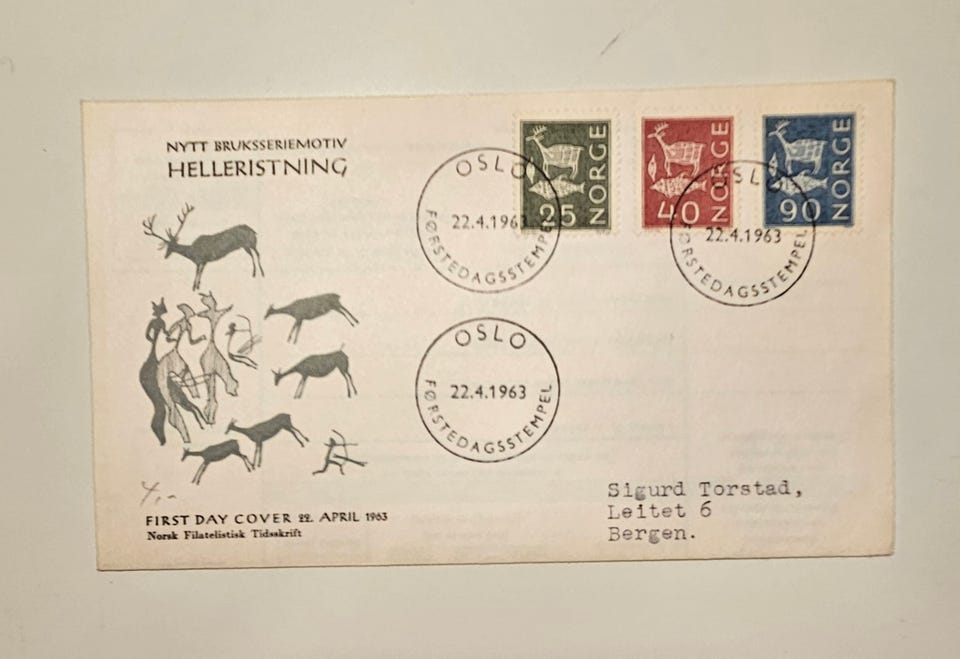 NYTT BRUKSSERIEMOTIV
HELLERISTNING
25 NORGE
40 NORGE
90 NORGE
OSLO
22.4.1963
FØRSTEDAGSSTEMPEL
OSLO
22.4.1963
FØRSTEDAGSSTEMPEL
OSLO
22.4.1963
FØRSTEDAGSSTEMPEL
4,-
FIRST DAY COVER 22. APRIL 1963
Norsk Filatelistisk Tidsskrift
Sigurd Torstad,
Leitet 6
Bergen.